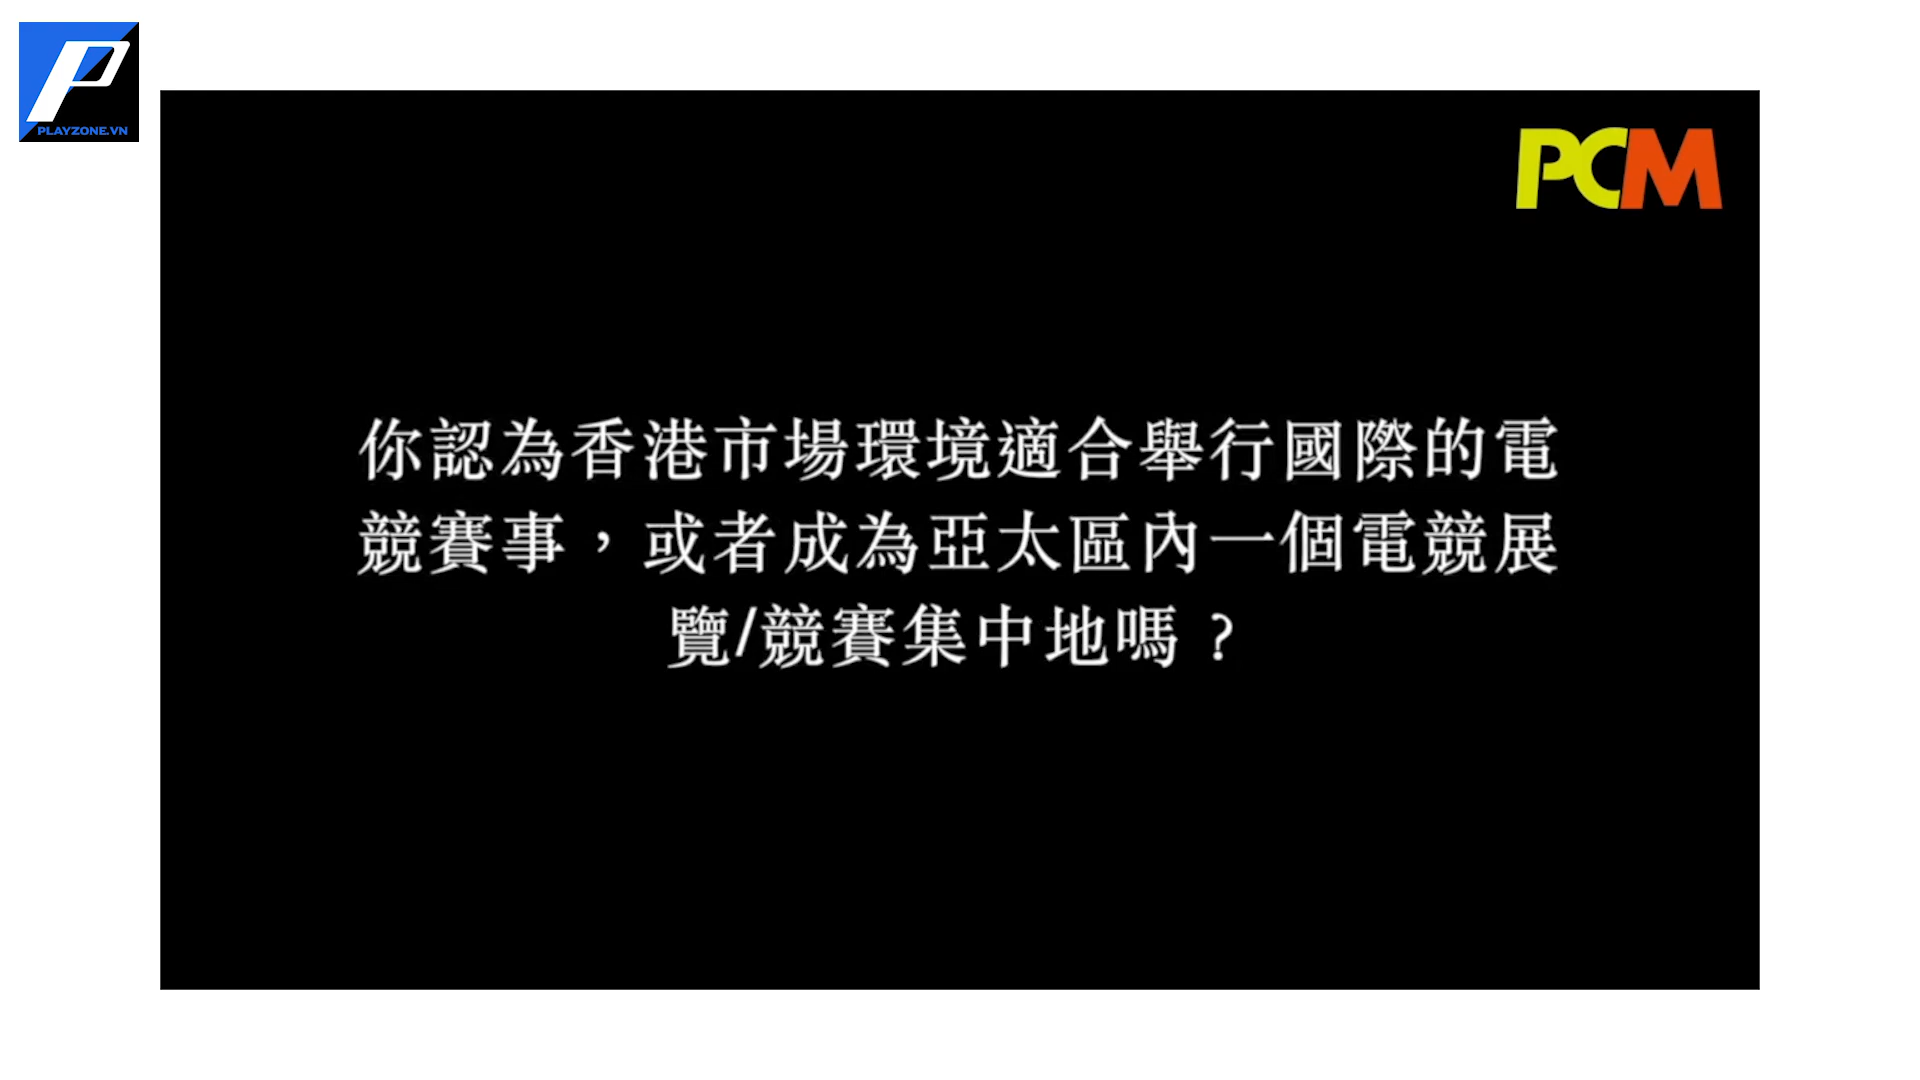 P
PLAYZONE.VN
PCM
你認為香港市場環境適合舉行國際的電
競賽事，或者成為亞太區內一個電競展
覽/競賽集中地嗎？